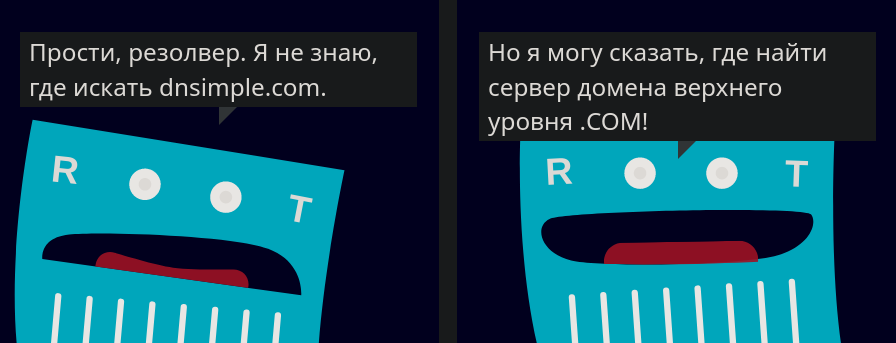 Прости, резолвер. Я не знаю,
где искать dnsimple.com.
R T
Но я могу сказать, где найти
сервер домена верхнего
уровня .COM!
R T